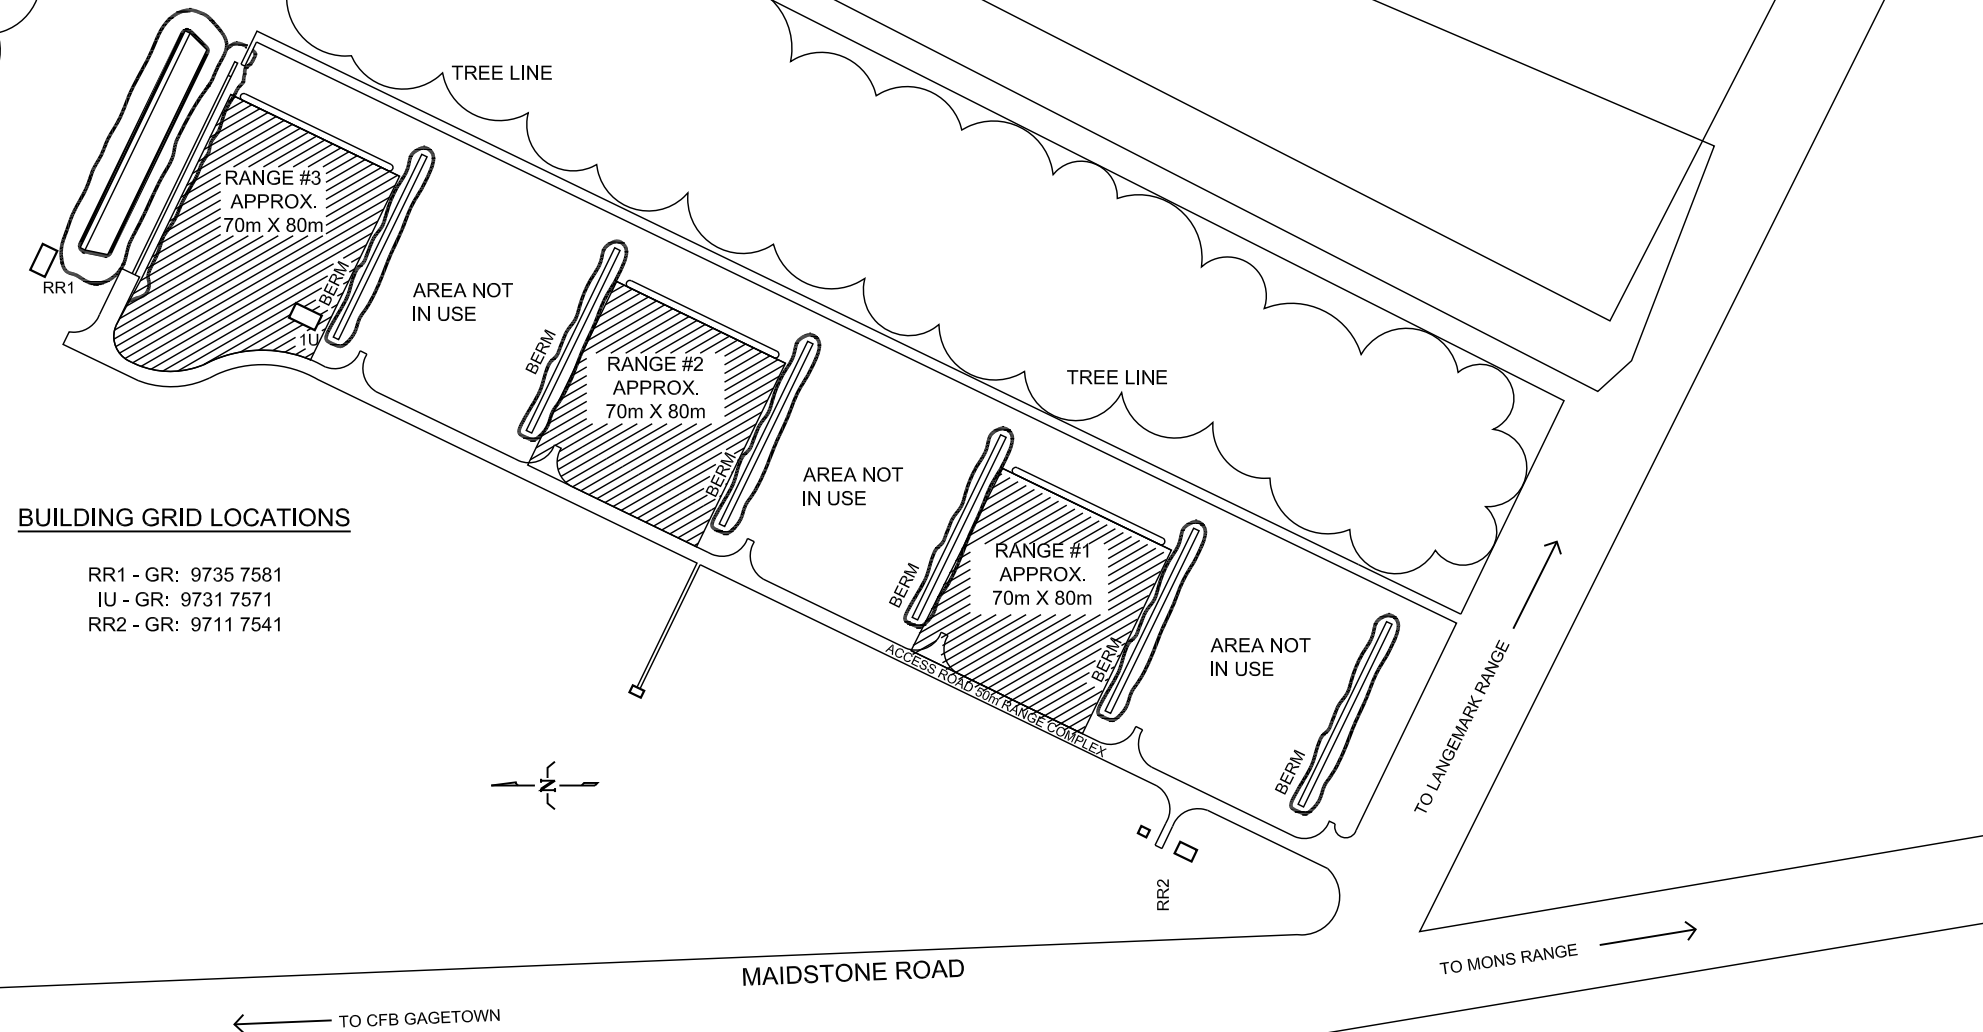 TREE LINE
RANGE #3
APPROX.
70m X 80m
RR1
BERM
1U
AREA NOT
IN USE
BERM
RANGE #2
APPROX.
70m X 80m
BERM
TREE LINE
AREA NOT
IN USE
BERM
RANGE #1
APPROX.
70m X 80m
BERM
AREA NOT
IN USE
BERM
BUILDING GRID LOCATIONS
RR1 - GR: 9735 7581
IU - GR: 9731 7571
RR2 - GR: 9711 7541
ACCESS ROAD 50m RANGE COMPLEX
N
RR2
TO LANGEMARK RANGE
TO MONS RANGE
MAIDSTONE ROAD
TO CFB GAGETOWN